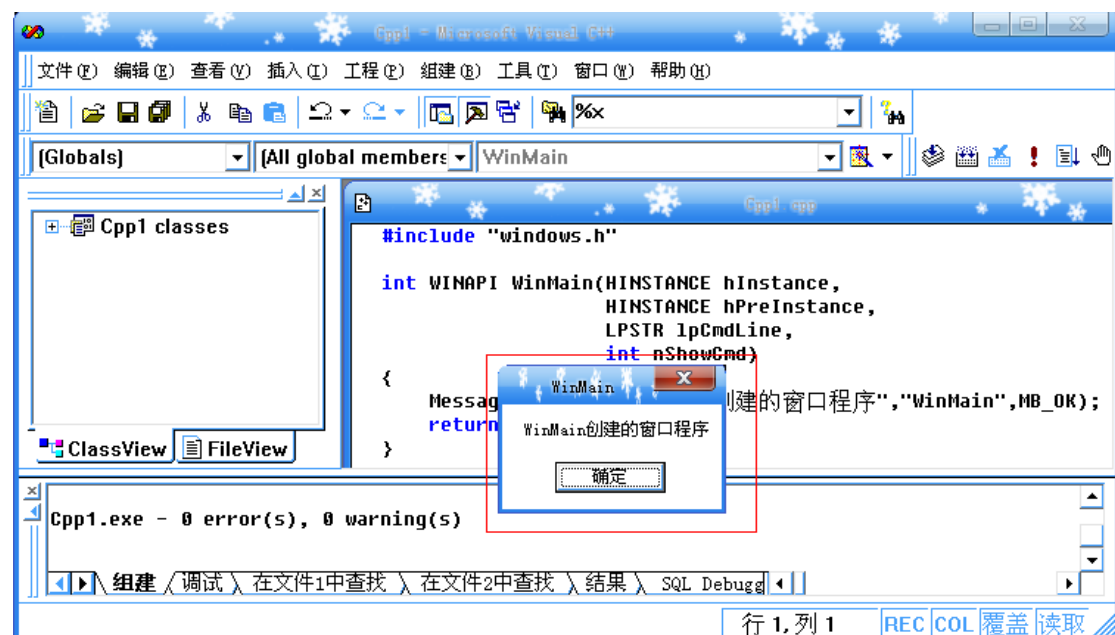 Cpp1 - Microsoft Visual C++
文件(F) 编辑(E) 查看(V) 插入(I) 工程(P) 组建(B) 工具(T) 窗口(W) 帮助(H)
%x
(Globals) (All global members WinMain
Cpp1 classes
Cpp1.cpp
#include "windows.h"
int WINAPI WinMain(HINSTANCE hInstance,
HINSTANCE hPreInstance,
LPSTR lpCmdLine,
int nShowCmd)
{
Messag 创建的窗口程序","WinMain",MB_OK);
return
}
WinMain
WinMain创建的窗口程序
确定
ClassView FileView
Cpp1.exe - 0 error(s), 0 warning(s)
组建 调试 在文件1中查找 在文件2中查找 结果 SQL Debugg
行 1,列 1 REC COL 覆盖 读取